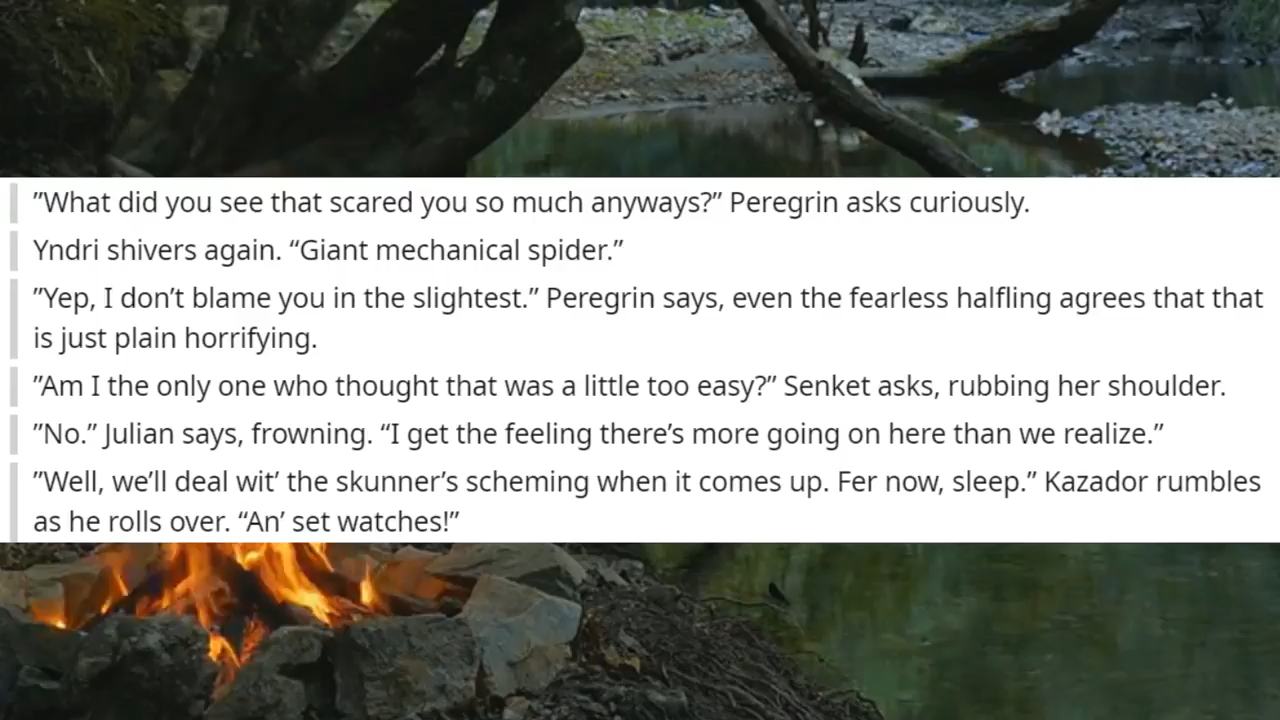 ”What did you see that scared you so much anyways?” Peregrin asks curiously.
Yndri shivers again. “Giant mechanical spider.”
”Yep, I don’t blame you in the slightest.” Peregrin says, even the fearless halfling agrees that that
is just plain horrifying.
”Am I the only one who thought that was a little too easy?” Senket asks, rubbing her shoulder.
”No.” Julian says, frowning. “I get the feeling there’s more going on here than we realize.”
”Well, we’ll deal wit’ the skunner’s scheming when it comes up. Fer now, sleep.” Kazador rumbles
as he rolls over. “An’ set watches!”